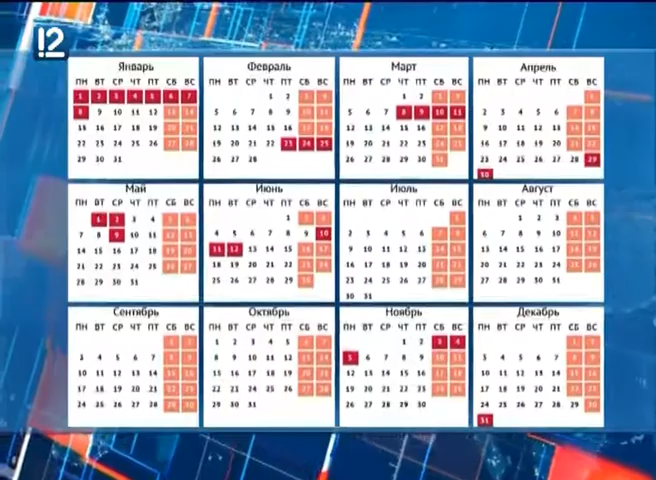 12
Январь
ПН ВТ СР ЧТ ПТ СБ ВС
1 2 3 4 5 6 7
8 9 10 11 12 13 14
15 16 17 18 19 20 21
22 23 24 25 26 27 28
29 30 31
Февраль
ПН ВТ СР ЧТ ПТ СБ ВС
1 2 3 4
5 6 7 8 9 10 11
12 13 14 15 16 17 18
19 20 21 22 23 24 25
26 27 28
Март
ПН ВТ СР ЧТ ПТ СБ ВС
1 2 3 4
5 6 7 8 9 10 11
12 13 14 15 16 17 18
19 20 21 22 23 24 25
26 27 28 29 30 31
Апрель
ПН ВТ СР ЧТ ПТ СБ ВС
1
2 3 4 5 6 7 8
9 10 11 12 13 14 15
16 17 18 19 20 21 22
23 24 25 26 27 28 29
30
Май
ПН ВТ СР ЧТ ПТ СБ ВС
1 2 3 4 5 6
7 8 9 10 11 12 13
14 15 16 17 18 19 20
21 22 23 24 25 26 27
28 29 30 31
Июнь
ПН ВТ СР ЧТ ПТ СБ ВС
1 2 3
4 5 6 7 8 9 10
11 12 13 14 15 16 17
18 19 20 21 22 23 24
25 26 27 28 29 30
Июль
ПН ВТ СР ЧТ ПТ СБ ВС
1
2 3 4 5 6 7 8
9 10 11 12 13 14 15
16 17 18 19 20 21 22
23 24 25 26 27 28 29
30 31
Август
ПН ВТ СР ЧТ ПТ СБ ВС
1 2 3 4 5
6 7 8 9 10 11 12
13 14 15 16 17 18 19
20 21 22 23 24 25 26
27 28 29 30 31
Сентябрь
ПН ВТ СР ЧТ ПТ СБ ВС
1 2
3 4 5 6 7 8 9
10 11 12 13 14 15 16
17 18 19 20 21 22 23
24 25 26 27 28 29 30
Октябрь
ПН ВТ СР ЧТ ПТ СБ ВС
1 2 3 4 5 6 7
8 9 10 11 12 13 14
15 16 17 18 19 20 21
22 23 24 25 26 27 28
29 30 31
Ноябрь
ПН ВТ СР ЧТ ПТ СБ ВС
1 2 3 4
5 6 7 8 9 10 11
12 13 14 15 16 17 18
19 20 21 22 23 24 25
26 27 28 29 30
Декабрь
ПН ВТ СР ЧТ ПТ СБ ВС
1 2
3 4 5 6 7 8 9
10 11 12 13 14 15 16
17 18 19 20 21 22 23
24 25 26 27 28 29 30
31